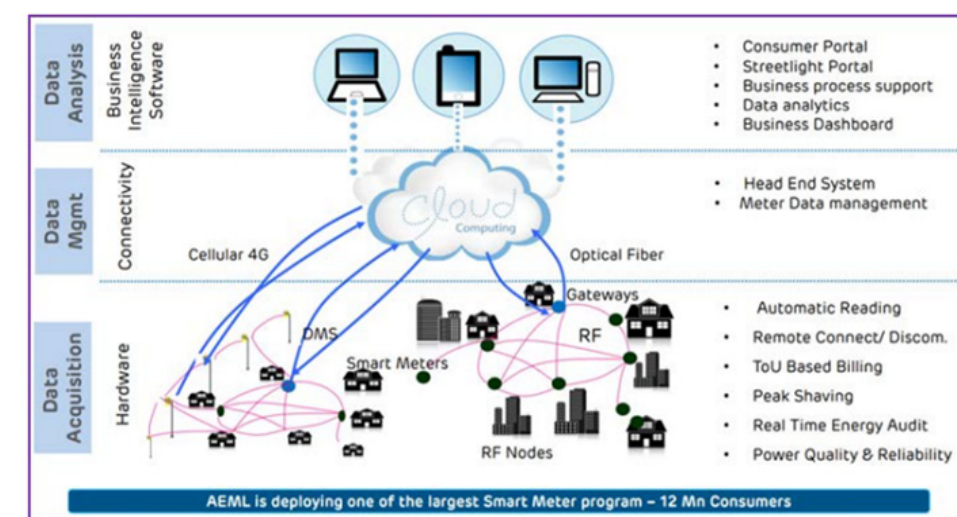 Data
Analysis
Business
Intelligence
Software
• Consumer Portal
• Streetlight Portal
• Business process support
• Data analytics
• Business Dashboard
Data
Mgmt
Connectivity
Cloud
Computing
Cellular 4G
Optical Fiber
• Head End System
• Meter Data management
Data
Acquisition
Hardware
DMS
Smart Meters
Gateways
RF
RF Nodes
• Automatic Reading
• Remote Connect/ Discom.
• ToU Based Billing
• Peak Shaving
• Real Time Energy Audit
• Power Quality & Reliability
AEML is deploying one of the largest Smart Meter program – 12 Mn Consumers